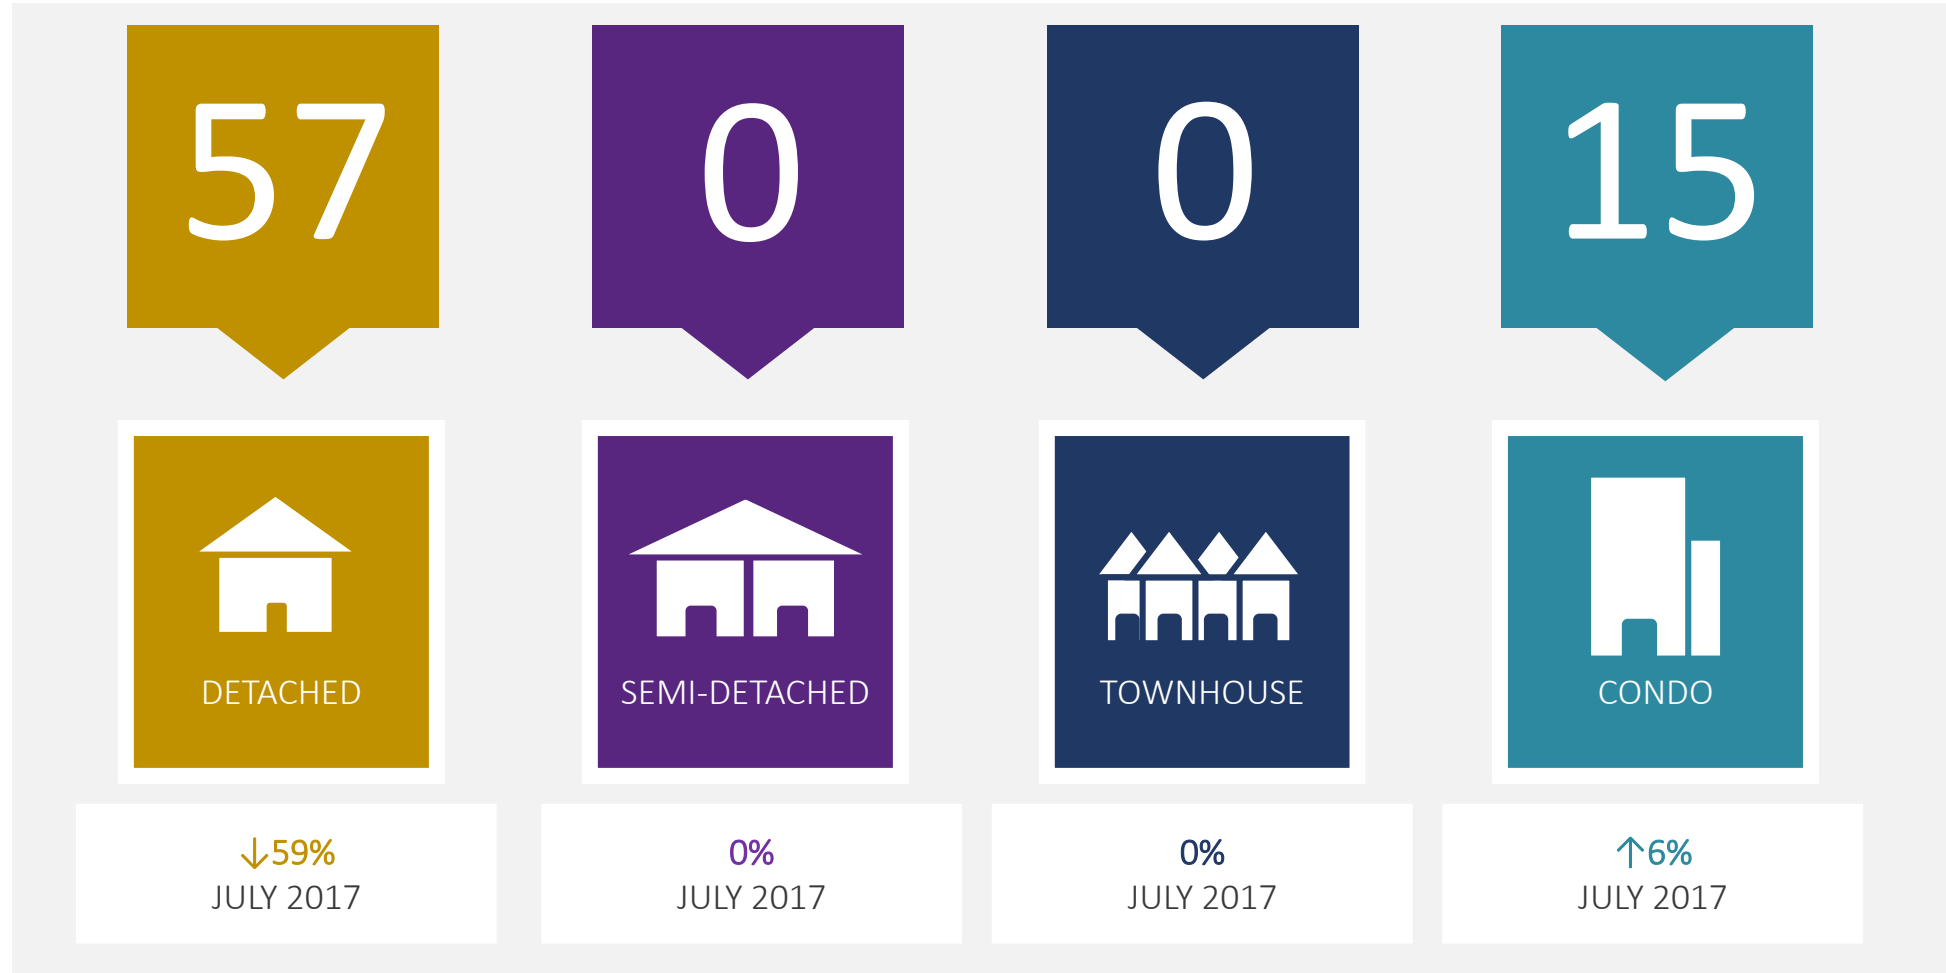 57
0
0
15
DETACHED
SEMI-DETACHED
TOWNHOUSE
CONDO
↓59%
JULY 2017
0%
JULY 2017
0%
JULY 2017
↑6%
JULY 2017